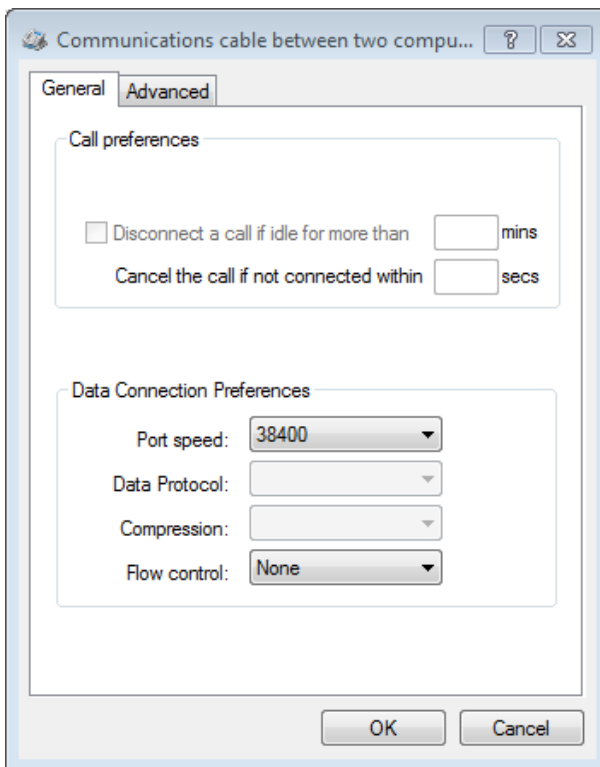 Communications cable between two compu...
General Advanced
Call preferences
Disconnect a call if idle for more than mins
Cancel the call if not connected within secs
Data Connection Preferences
Port speed: 38400
Data Protocol:
Compression:
Flow control: None
OK Cancel